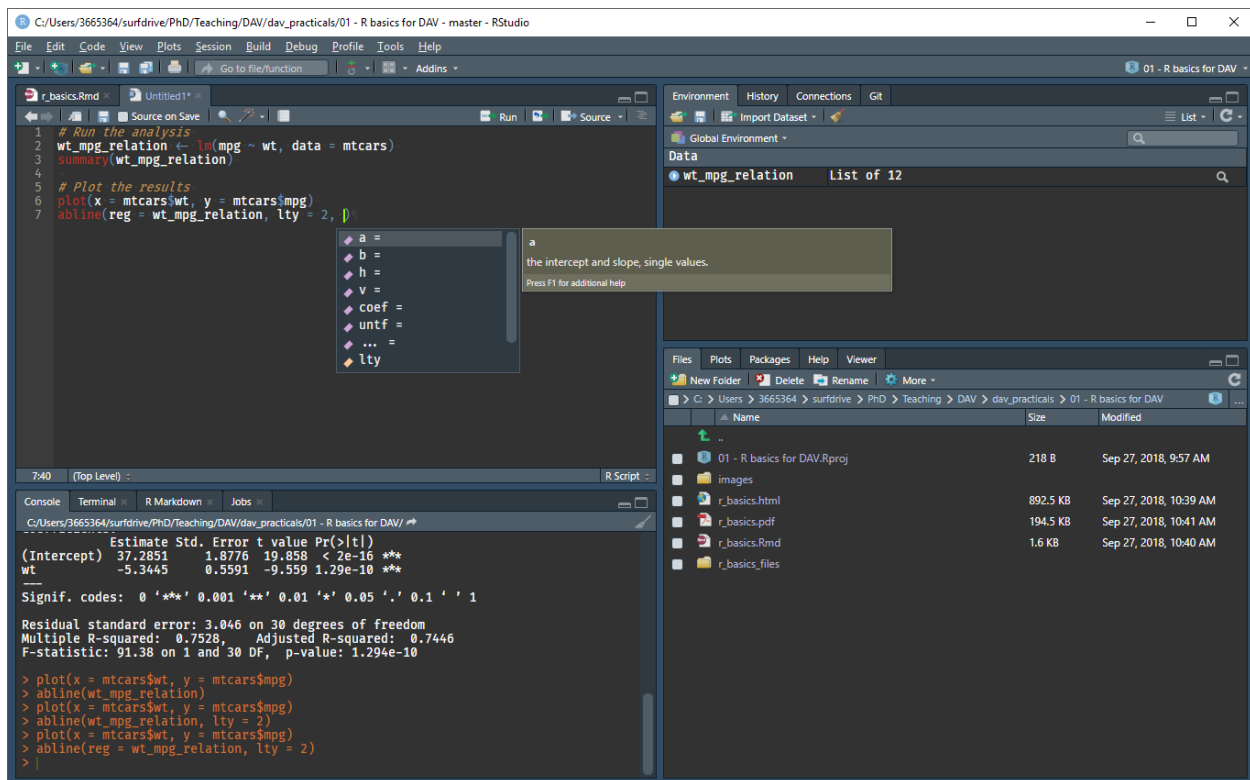 C:/Users/3665364/surfdrive/PhD/Teaching/DAV/dav_practicals/01 - R basics for DAV - master - RStudio
File Edit Code View Plots Session Build Debug Profile Tools Help
Go to file/function Addins 01 - R basics for DAV
r_basics.Rmd Untitled1*
Source on Save Run Source
1 # Run the analysis
2 wt_mpg_relation ← lm(mpg ~ wt, data = mtcars)
3 summary(wt_mpg_relation)
4
5 # Plot the results
6 plot(x = mtcars$wt, y = mtcars$mpg)
7 abline(reg = wt_mpg_relation, lty = 2, )
a =
b =
h =
v =
coef =
untf =
... =
lty
a
the intercept and slope, single values.
Press F1 for additional help
7:40 (Top Level) R Script
Console Terminal R Markdown Jobs
C:/Users/3665364/surfdrive/PhD/Teaching/DAV/dav_practicals/01 - R basics for DAV/
Estimate Std. Error t value Pr(>|t|)
(Intercept) 37.2851 1.8776 19.858 < 2e-16 ***
wt -5.3445 0.5591 -9.559 1.29e-10 ***
---
Signif. codes: 0 ‘***’ 0.001 ‘**’ 0.01 ‘*’ 0.05 ‘.’ 0.1 ‘ ’ 1
Residual standard error: 3.046 on 30 degrees of freedom
Multiple R-squared: 0.7528, Adjusted R-squared: 0.7446
F-statistic: 91.38 on 1 and 30 DF, p-value: 1.294e-10
> plot(x = mtcars$wt, y = mtcars$mpg)
> abline(wt_mpg_relation)
> plot(x = mtcars$wt, y = mtcars$mpg)
> abline(wt_mpg_relation, lty = 2)
> plot(x = mtcars$wt, y = mtcars$mpg)
> abline(reg = wt_mpg_relation, lty = 2)
>
Environment History Connections Git
Import Dataset List
Global Environment
Data
wt_mpg_relation List of 12
Files Plots Packages Help Viewer
New Folder Delete Rename More
C: > Users > 3665364 > surfdrive > PhD > Teaching > DAV > dav_practicals > 01 - R basics for DAV ...
Name Size Modified
..
01 - R basics for DAV.Rproj 218 B Sep 27, 2018, 9:57 AM
images
r_basics.html 892.5 KB Sep 27, 2018, 10:39 AM
r_basics.pdf 194.5 KB Sep 27, 2018, 10:41 AM
r_basics.Rmd 1.6 KB Sep 27, 2018, 10:40 AM
r_basics_files